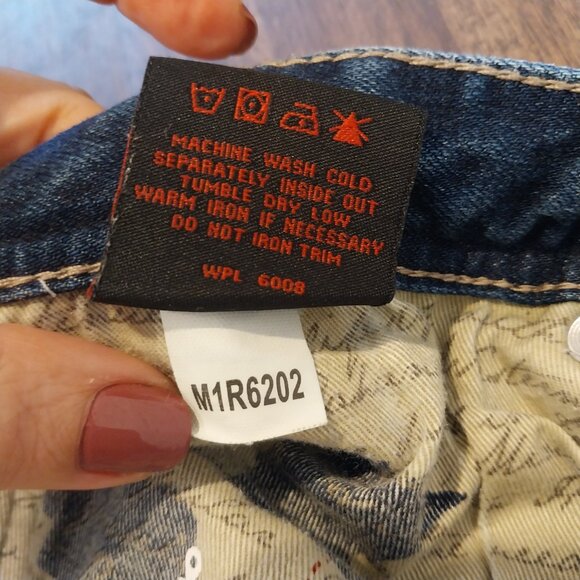 MACHINE WASH COLD
SEPARATELY INSIDE OUT
TUMBLE DRY LOW
WARM IRON IF NECESSARY
DO NOT IRON TRIM
WPL 6008
M1R6202